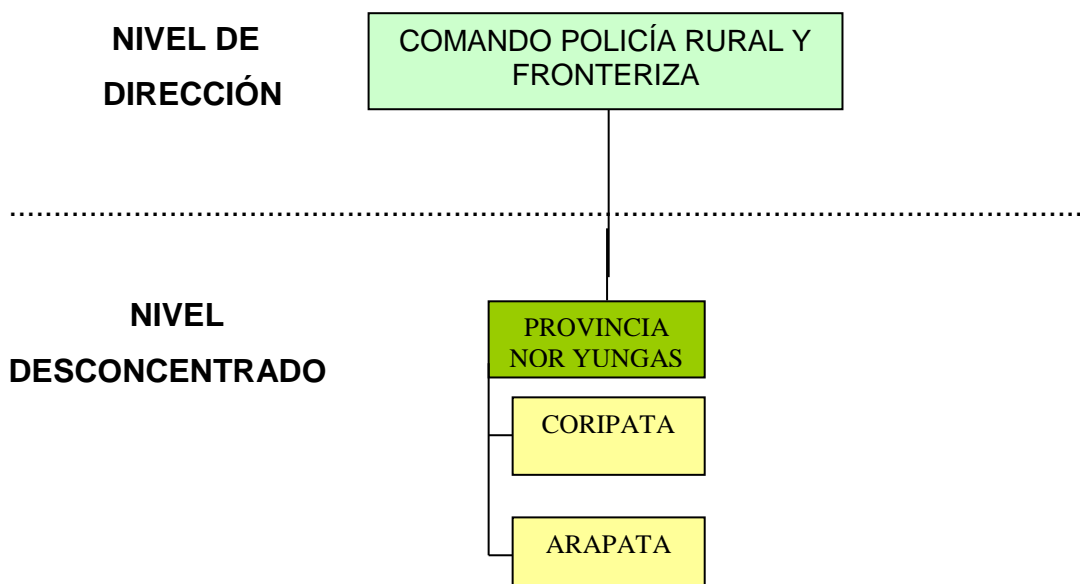 NIVEL DE
DIRECCIÓN
COMANDO POLICÍA RURAL Y
FRONTERIZA
NIVEL
DESCONCENTRADO
PROVINCIA
NOR YUNGAS
CORIPATA
ARAPATA